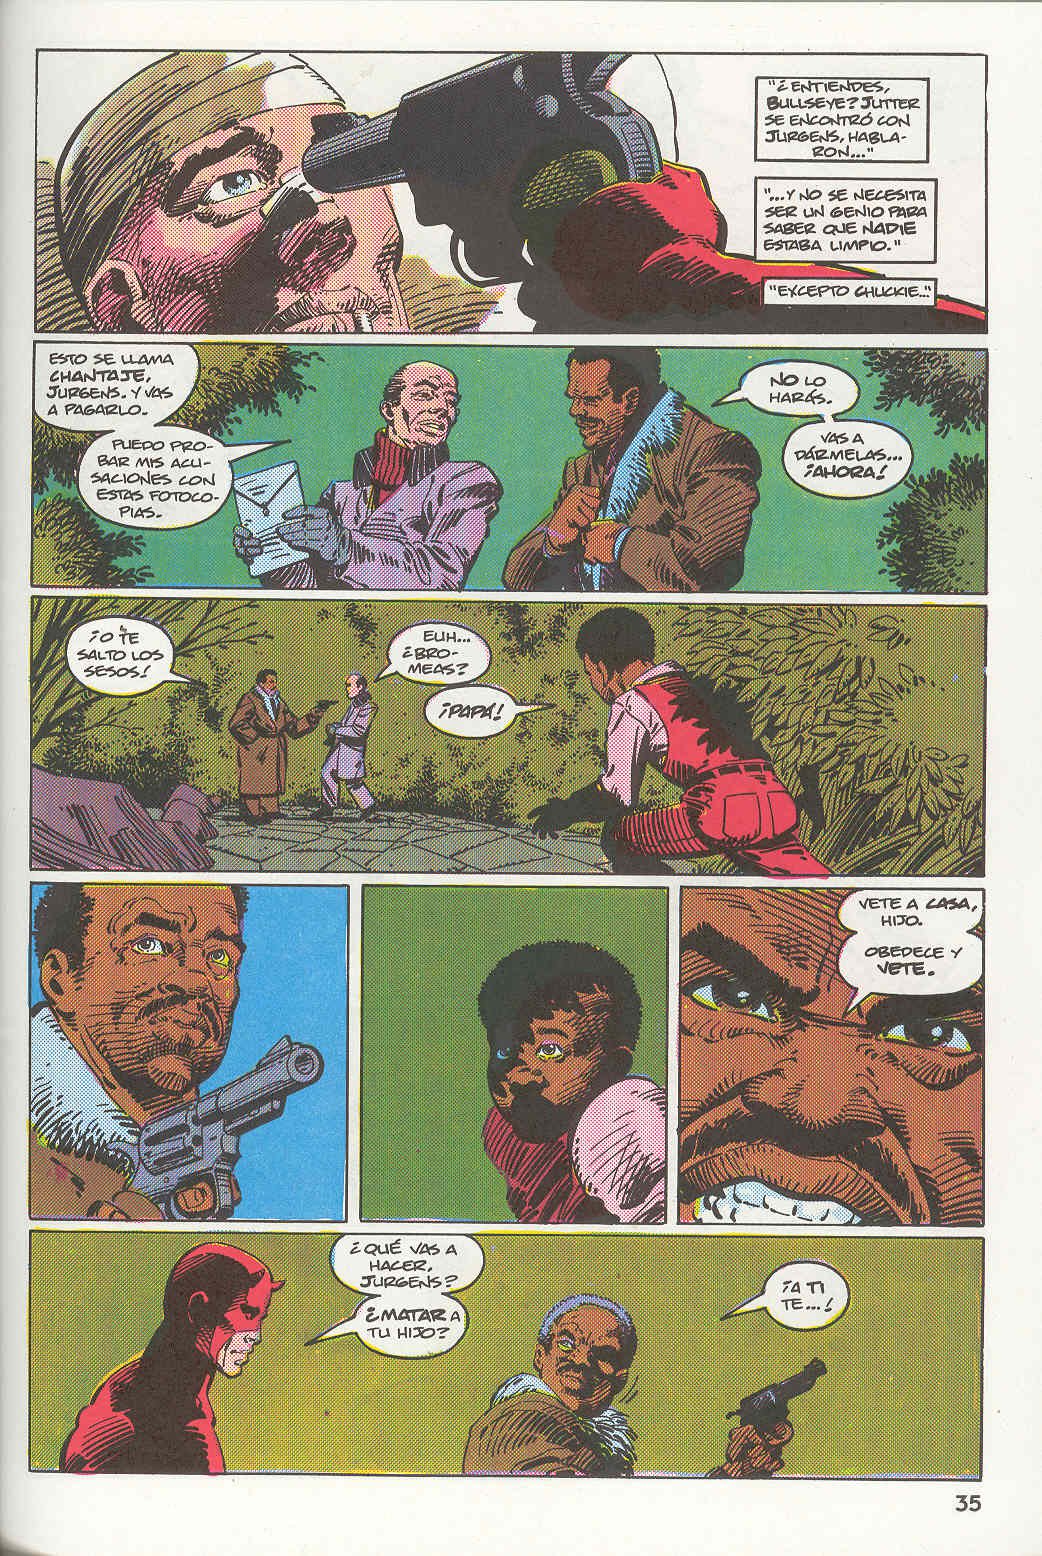 "¿ENTIENDES,
BULLSEYE? JUTTER
SE ENCONTRÓ CON
JURGENS, HABLA-
RON..."
"...Y NO SE NECESITA
SER UN GENIO PARA
SABER QUE NADIE
ESTABA LIMPIO."
"EXCEPTO CHUCKIE..."
ESTO SE LLAMA
CHANTAJE,
JURGENS. Y VAS
A PAGARLO.
PUEDO PRO-
BAR MIS ACU-
SACIONES CON
ESTAS FOTOCO-
PIAS.
NO LO
HARÁS.
VAS A
DÁRMELAS...
¡AHORA!
¡O TE
SALTO LOS
SESOS!
EUH...
¿BRO-
MEAS?
¡PAPÁ!
VETE A CASA,
HIJO.
OBEDECE Y
VETE.
¿QUÉ VAS A
HACER,
JURGENS?
¿MATAR A
TU HIJO?
¡A TI
TE...!
35